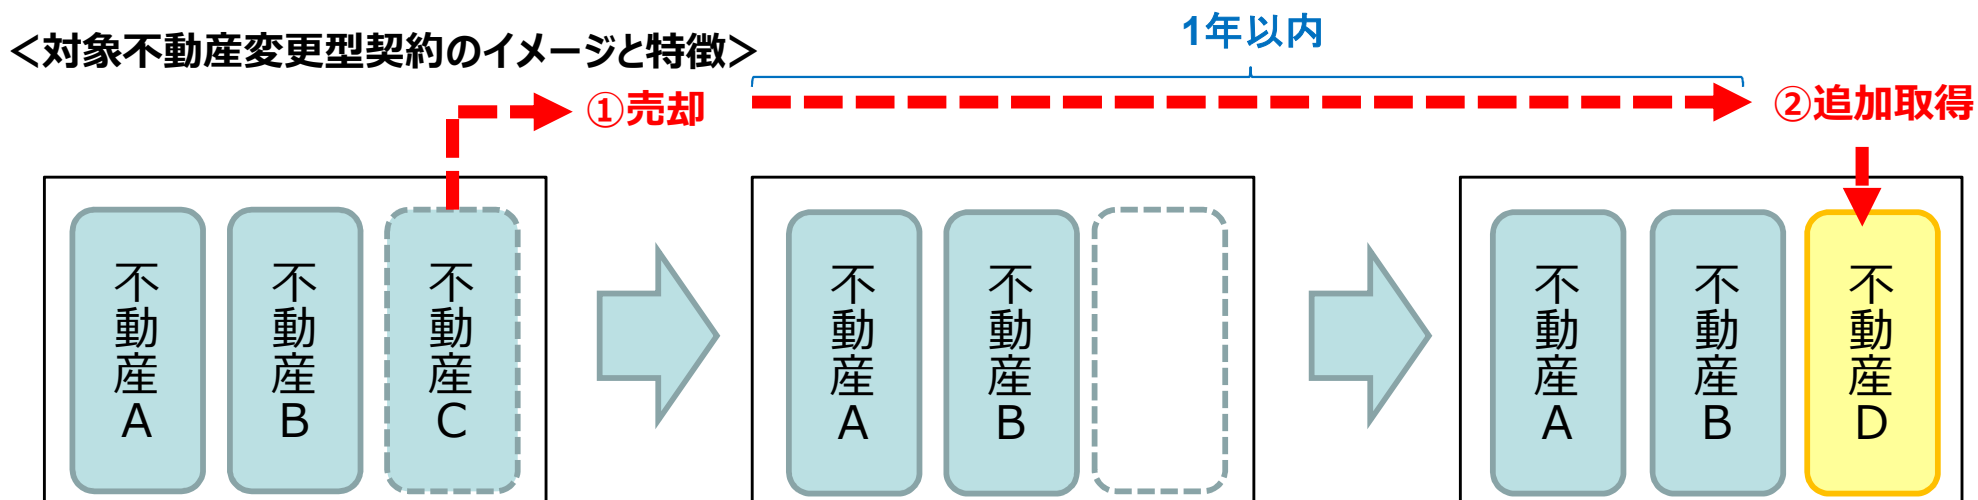 1年以内
<対象不動産変更型契約のイメージと特徴>
①売却
②追加取得
不動産A
不動産B
不動産C
不動産A
不動産B
不動産A
不動産B
不動産D